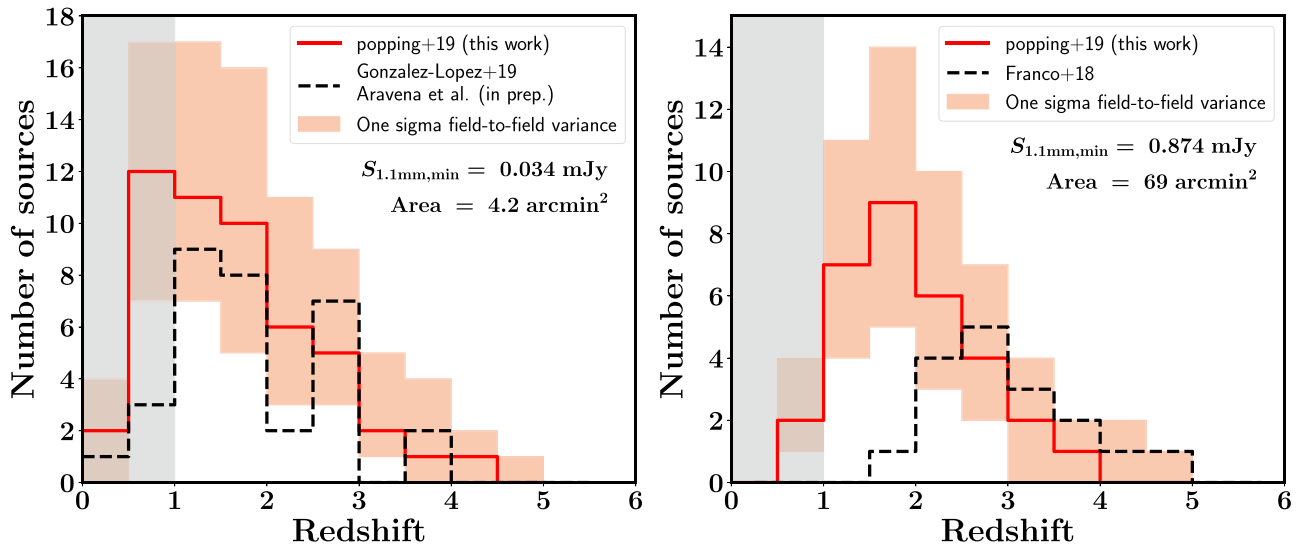 18
16
14
12
10
8
6
4
2
0
Number of sources
popping+19 (this work)
Gonzalez-Lopez+19
Aravena et al. (in prep.)
One sigma field-to-field variance
S1.1mm,min = 0.034 mJy
Area = 4.2 arcmin²
0 1 2 3 4 5 6
Redshift
14
12
10
8
6
4
2
0
Number of sources
popping+19 (this work)
Franco+18
One sigma field-to-field variance
S1.1mm,min = 0.874 mJy
Area = 69 arcmin²
0 1 2 3 4 5 6
Redshift